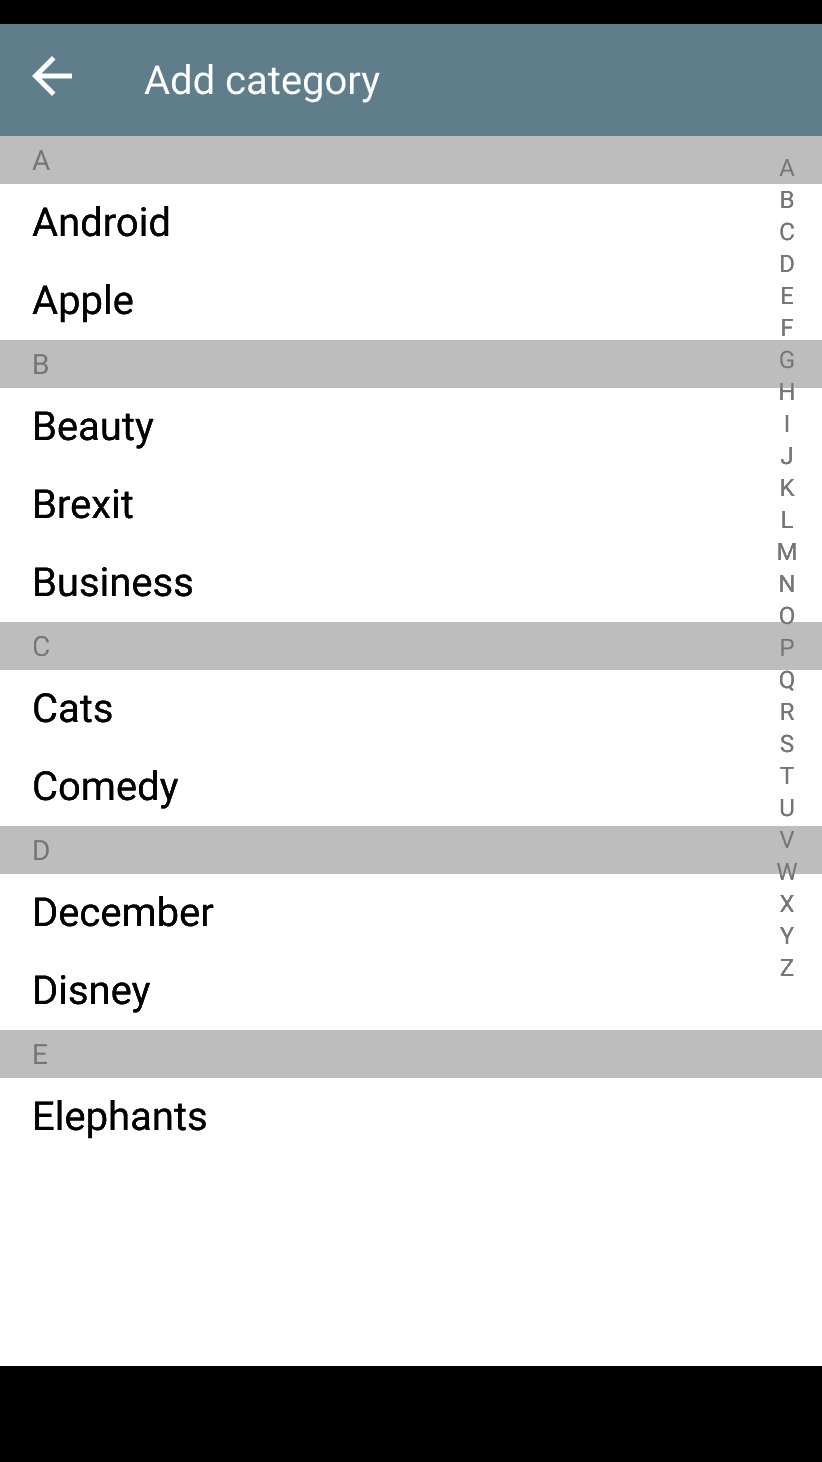 Add category
A
Android
Apple
B
Beauty
Brexit
Business
C
Cats
Comedy
D
December
Disney
E
Elephants
A
B
C
D
E
F
G
H
I
J
K
L
M
N
O
P
Q
R
S
T
U
V
W
X
Y
Z